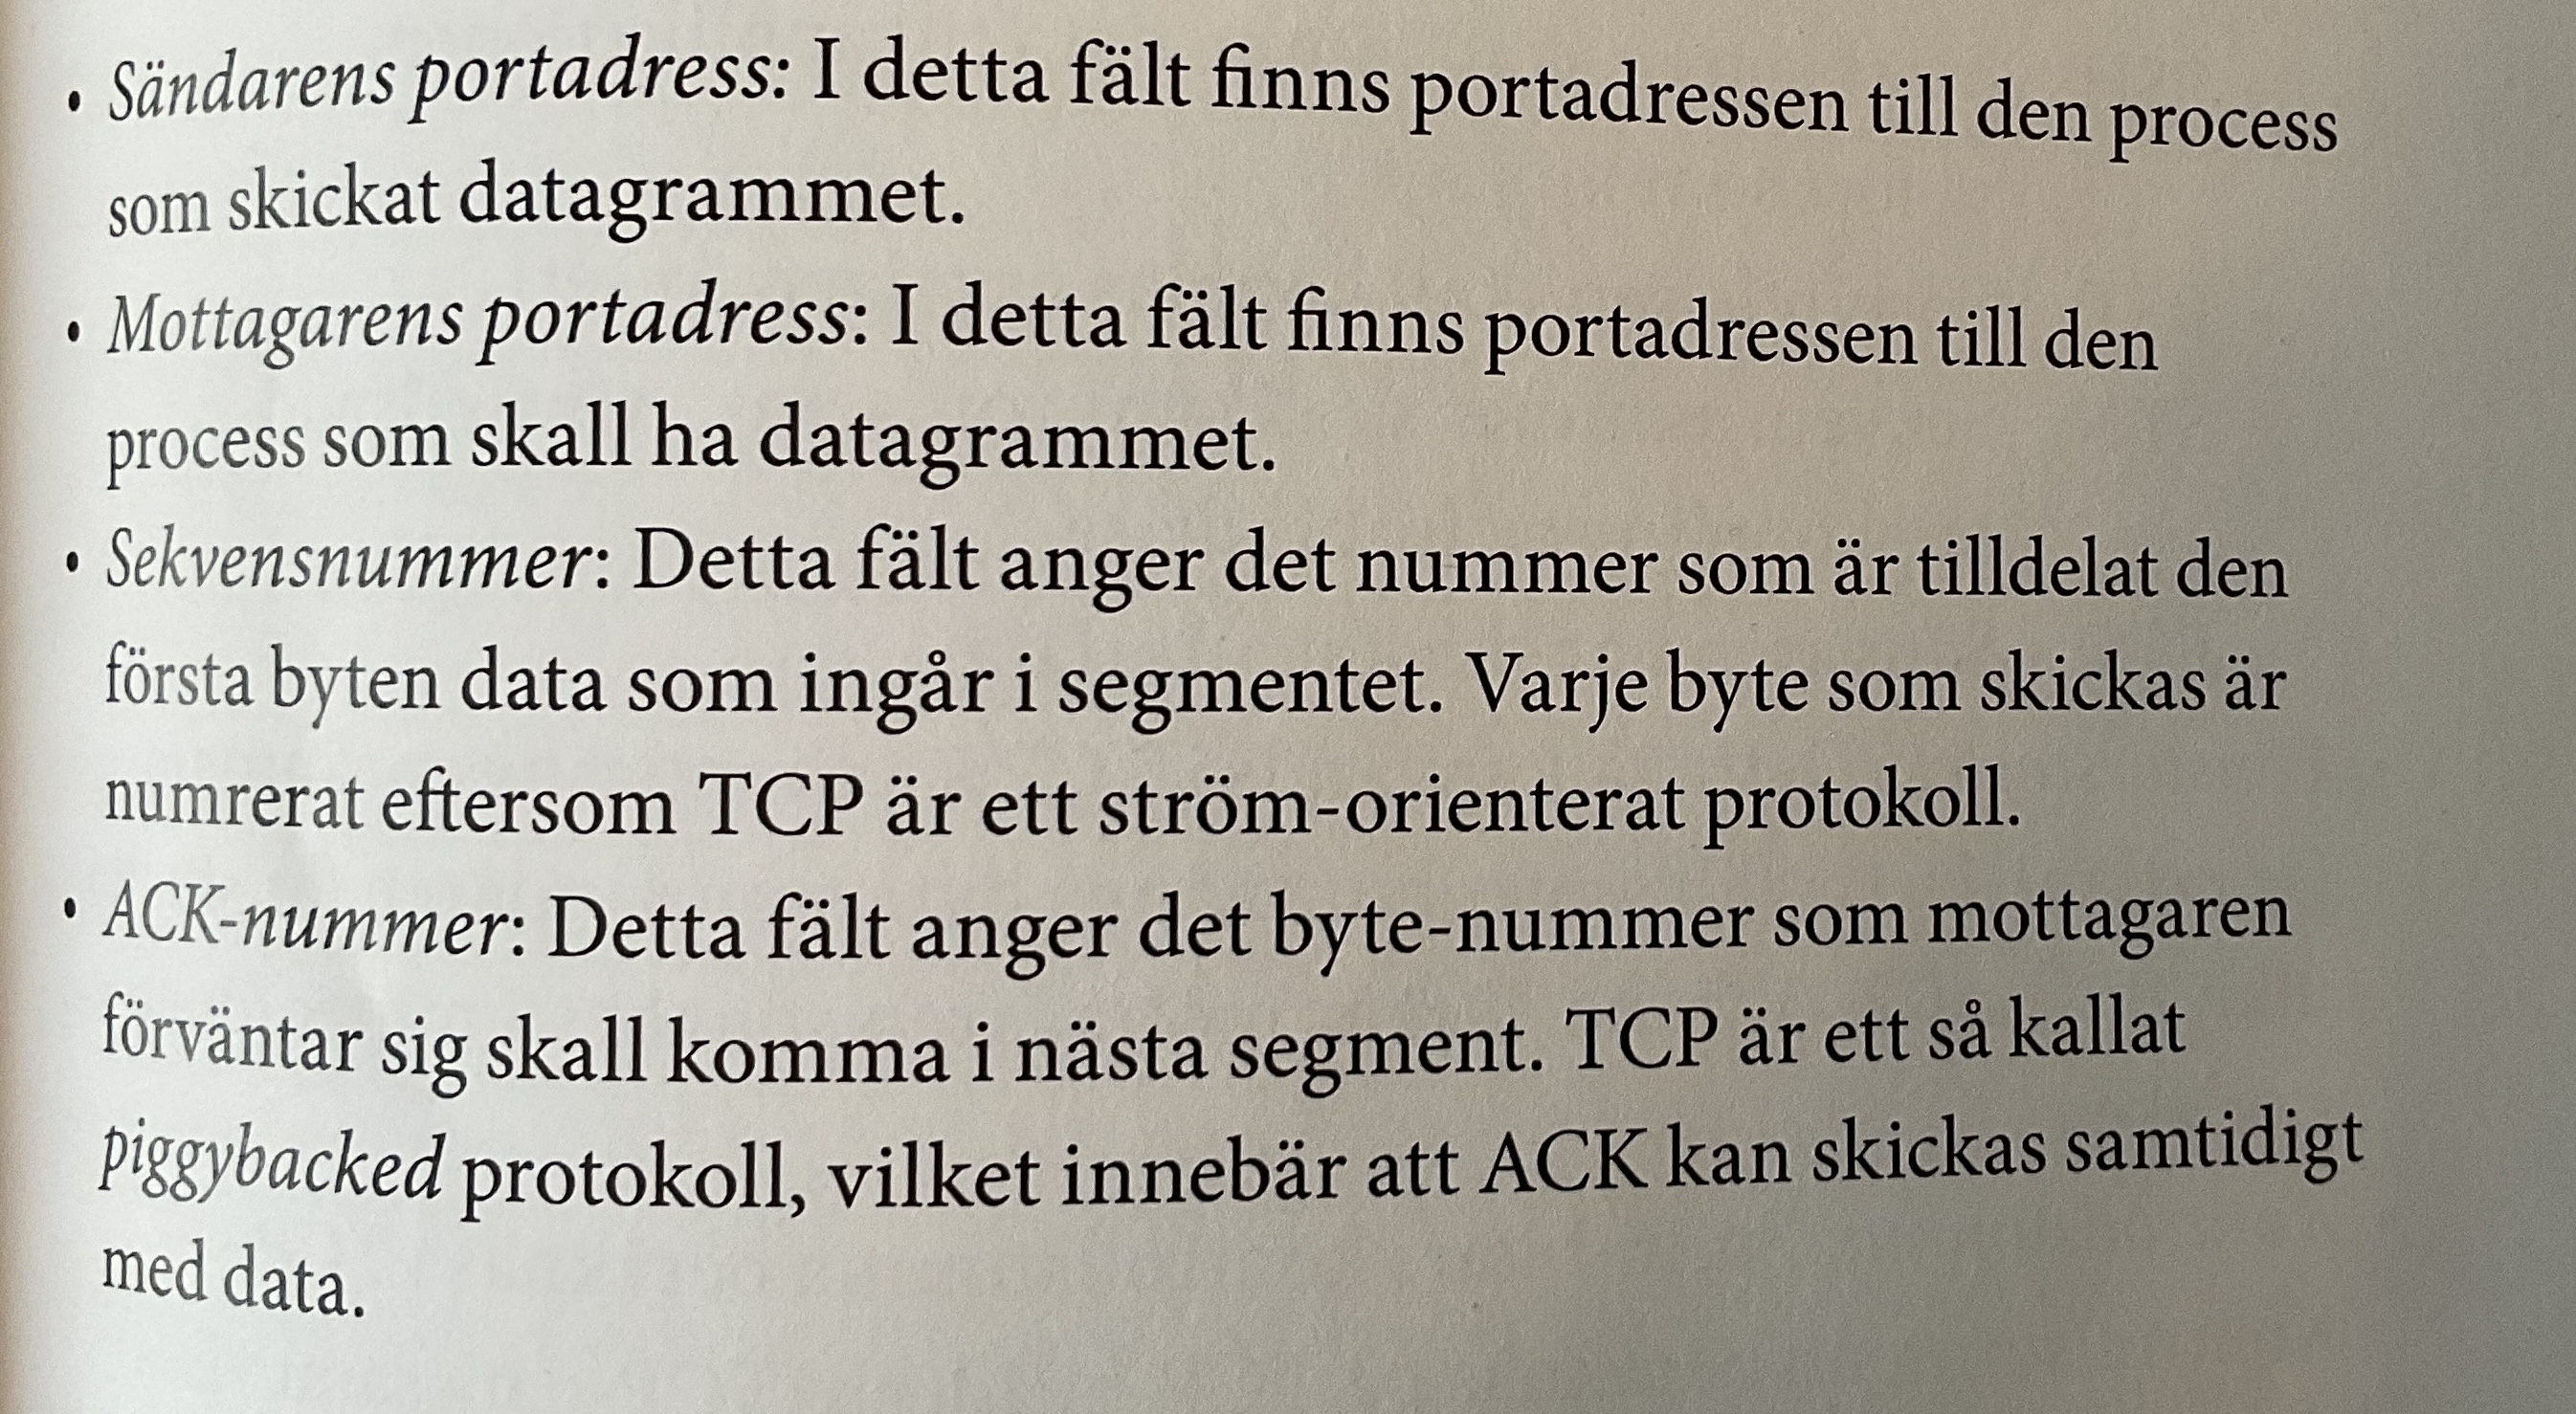 • Sändarens portadress: I detta fält finns portadressen till den process
som skickat datagrammet.
• Mottagarens portadress: I detta fält finns portadressen till den
process som skall ha datagrammet.
• Sekvensnummer: Detta fält anger det nummer som är tilldelat den
första byten data som ingår i segmentet. Varje byte som skickas är
numrerat eftersom TCP är ett ström-orienterat protokoll.
• ACK-nummer: Detta fält anger det byte-nummer som mottagaren
förväntar sig skall komma i nästa segment. TCP är ett så kallat
piggybacked protokoll, vilket innebär att ACK kan skickas samtidigt
med data.